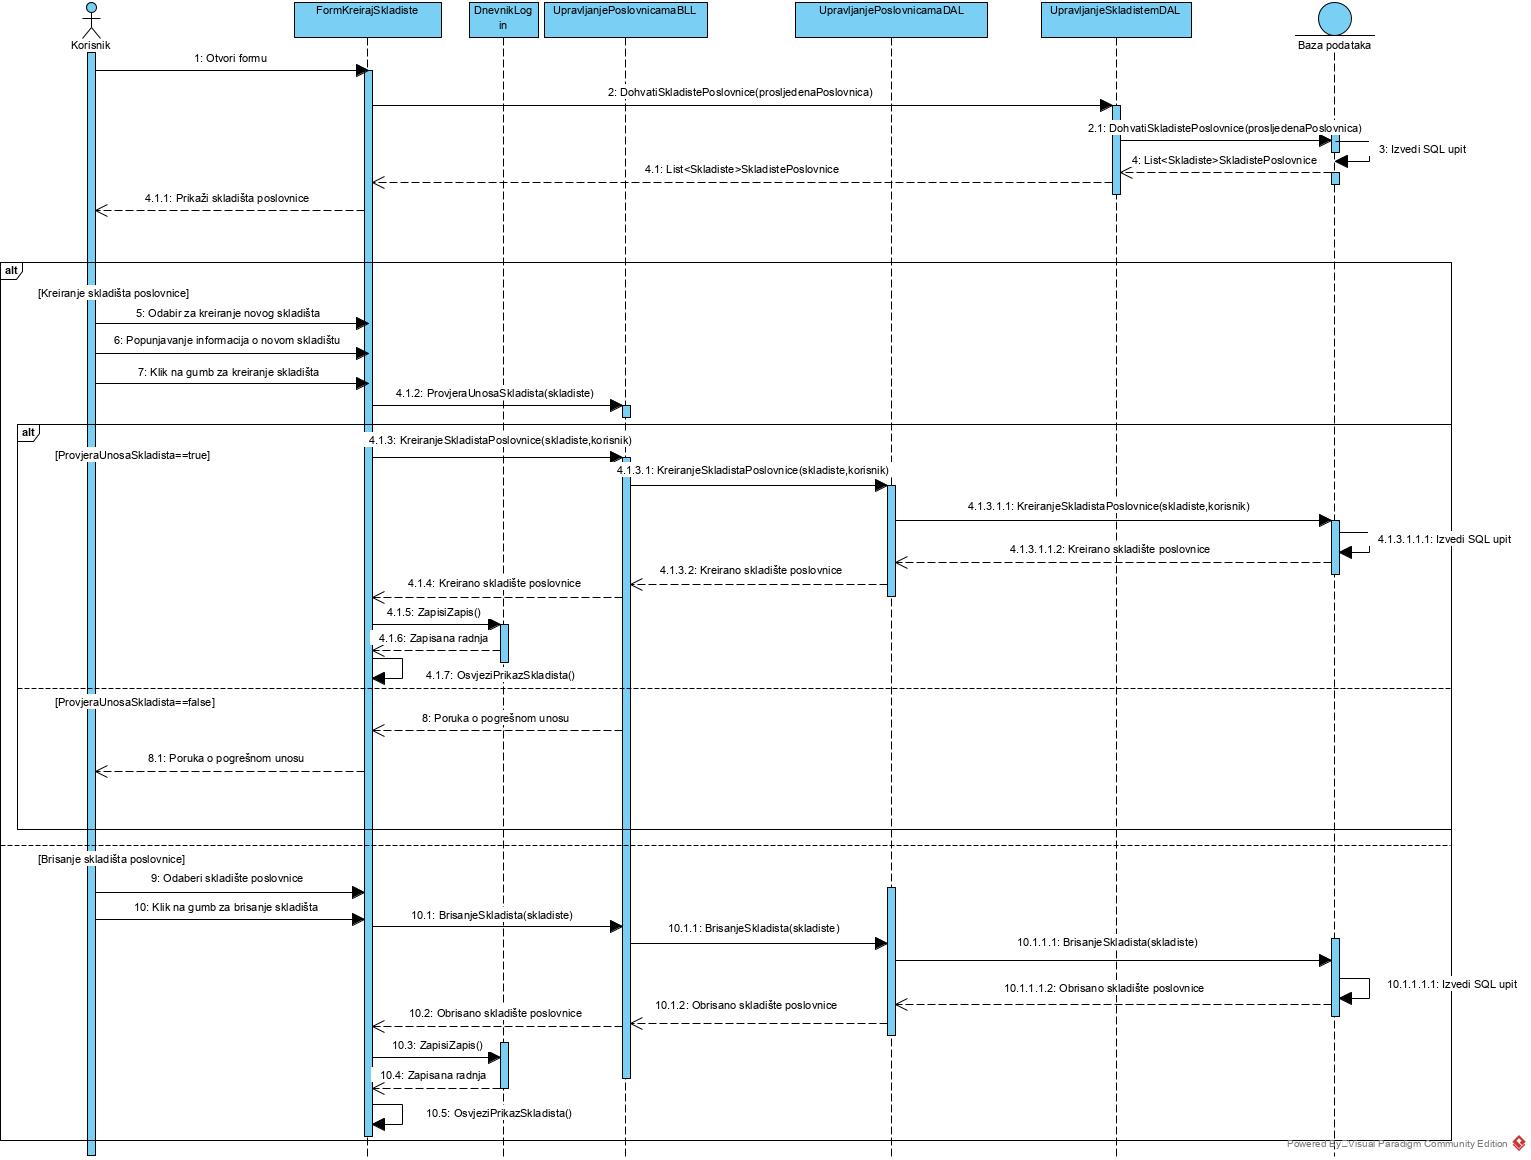 FormKreirajSkladiste
DnevnikLog
in
UpravljanjePoslovnicamaBLL
UpravljanjePoslovnicamaDAL
UpravljanjeSkladistemDAL
Korisnik
Baza podataka
1: Otvori formu
2: DohvatiSkladistePoslovnice(prosljedenaPoslovnica)
2.1: DohvatiSkladistePoslovnice(prosljedenaPoslovnica)
3: Izvedi SQL upit
4: List<Skladiste>SkladistePoslovnice
4.1: List<Skladiste>SkladistePoslovnice
4.1.1: Prikaži skladišta poslovnice
alt
[Kreiranje skladišta poslovnice]
5: Odabir za kreiranje novog skladišta
6: Popunjavanje informacija o novom skladištu
7: Klik na gumb za kreiranje skladišta
4.1.2: ProvjeraUnosaSkladista(skladiste)
alt
4.1.3: KreiranjeSkladistaPoslovnice(skladiste,korisnik)
[ProvjeraUnosaSkladista==true]
4.1.3.1: KreiranjeSkladistaPoslovnice(skladiste,korisnik)
4.1.3.1.1: KreiranjeSkladistaPoslovnice(skladiste,korisnik)
4.1.3.1.1.1: Izvedi SQL upit
4.1.3.1.1.2: Kreirano skladište poslovnice
4.1.3.2: Kreirano skladište poslovnice
4.1.4: Kreirano skladište poslovnice
4.1.5: ZapisiZapis()
4.1.6: Zapisana radnja
4.1.7: OsvjeziPrikazSkladista()
[ProvjeraUnosaSkladista==false]
8: Poruka o pogrešnom unosu
8.1: Poruka o pogrešnom unosu
[Brisanje skladišta poslovnice]
9: Odaberi skladište poslovnice
10: Klik na gumb za brisanje skladišta
10.1: BrisanjeSkladista(skladiste)
10.1.1: BrisanjeSkladista(skladiste)
10.1.1.1: BrisanjeSkladista(skladiste)
10.1.1.1.1: Izvedi SQL upit
10.1.1.1.2: Obrisano skladište poslovnice
10.1.2: Obrisano skladište poslovnice
10.2: Obrisano skladište poslovnice
10.3: ZapisiZapis()
10.4: Zapisana radnja
10.5: OsvjeziPrikazSkladista()
Powered By Visual Paradigm Community Edition